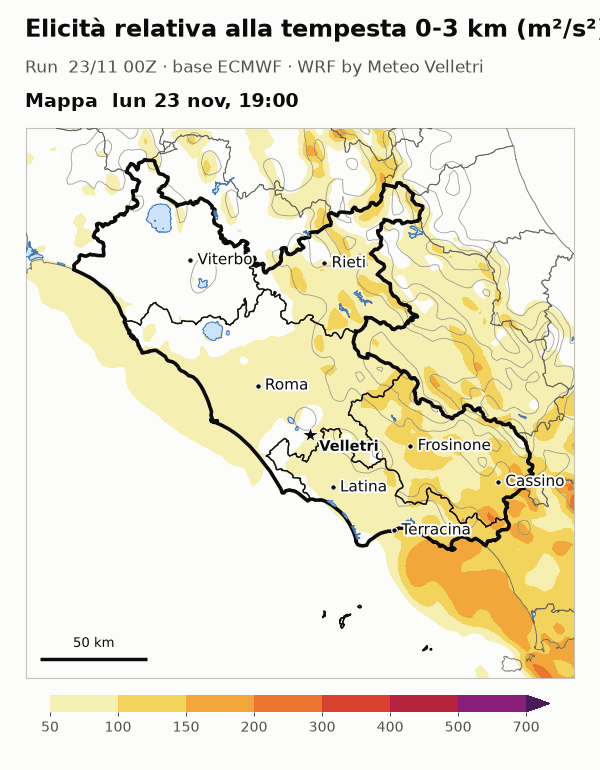 Elicità relativa alla tempesta 0-3 km (m²/s²)
Run 23/11 00Z · base ECMWF · WRF by Meteo Velletri
Mappa lun 23 nov, 19:00
Viterbo
Rieti
Roma
Velletri
Frosinone
Cassino
Latina
Terracina
50 km
50 100 150 200 300 400 500 700